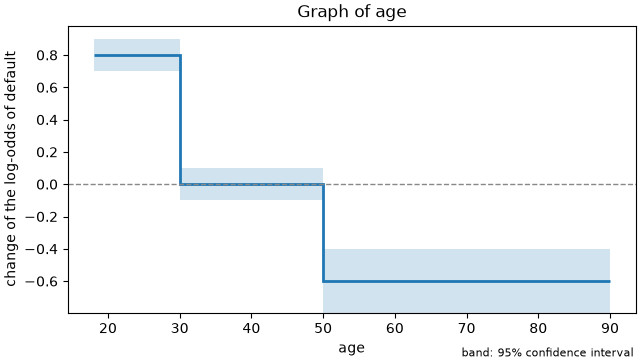 Graph of age
change of the log-odds of default
0.8
0.6
0.4
0.2
0.0
−0.2
−0.4
−0.6
20 30 40 50 60 70 80 90
age
band: 95% confidence interval